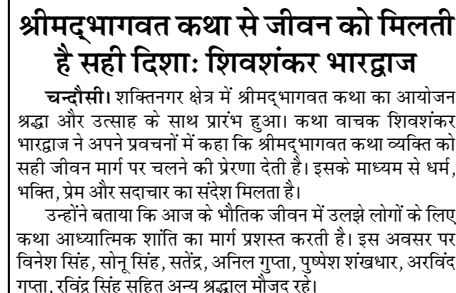 श्रीमद्भागवत कथा से जीवन को मिलती
है सही दिशाः शिवशंकर भारद्वाज
चन्दौसी। शक्तिनगर क्षेत्र में श्रीमद्भागवत कथा का आयोजन
श्रद्धा और उत्साह के साथ प्रारंभ हुआ। कथा वाचक शिवशंकर
भारद्वाज ने अपने प्रवचनों में कहा कि श्रीमद्भागवत कथा व्यक्ति को
सही जीवन मार्ग पर चलने की प्रेरणा देती है। इसके माध्यम से धर्म,
भक्ति, प्रेम और सदाचार का संदेश मिलता है।
उन्होंने बताया कि आज के भौतिक जीवन में उलझे लोगों के लिए
कथा आध्यात्मिक शांति का मार्ग प्रशस्त करती है। इस अवसर पर
विनेश सिंह, सोनू सिंह, सतेंद्र, अनिल गुप्ता, पुष्पेश शंखधार, अरविंद
गुप्ता, रविंद्र सिंह सहित अन्य श्रद्धालु मौजूद रहे।